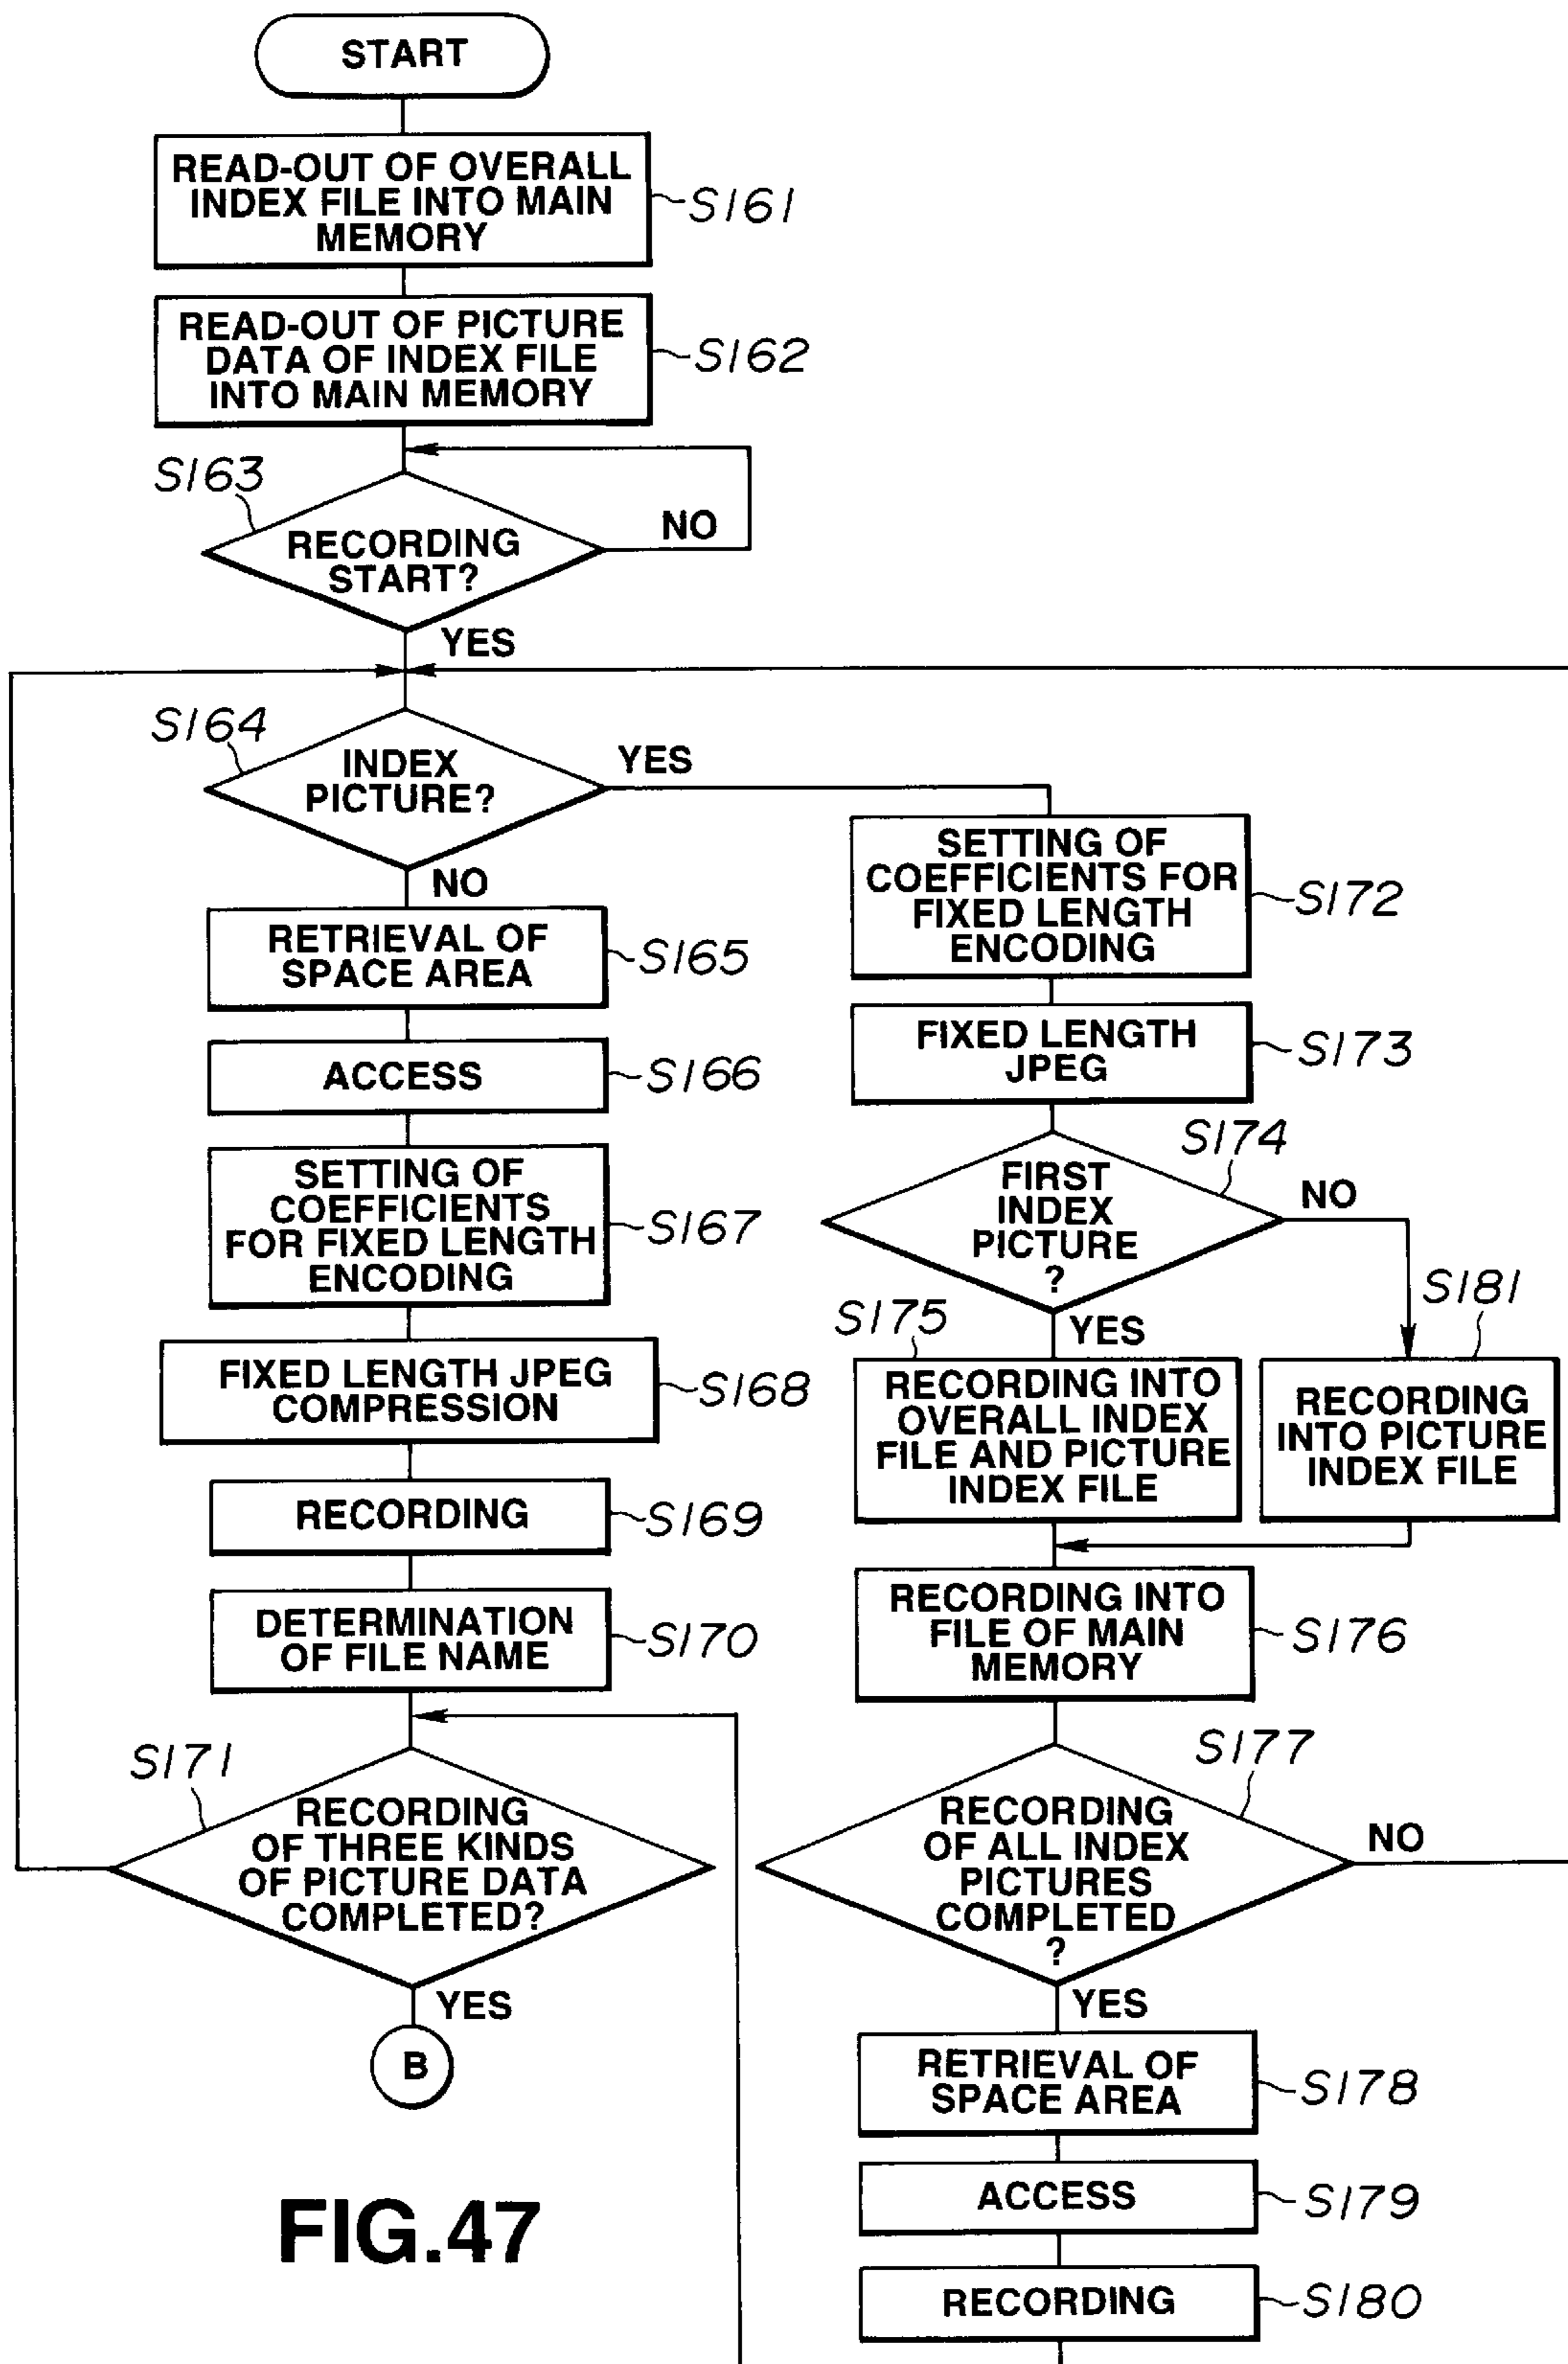 START
READ-OUT OF OVERALL
INDEX FILE INTO MAIN
MEMORY
S161
READ-OUT OF PICTURE
DATA OF INDEX FILE
INTO MAIN MEMORY
S162
S163
RECORDING
START?
NO
YES
S164
INDEX
PICTURE?
YES
NO
RETRIEVAL OF
SPACE AREA
S165
ACCESS
S166
SETTING OF
COEFFICIENTS
FOR FIXED LENGTH
ENCODING
S167
FIXED LENGTH JPEG
COMPRESSION
S168
RECORDING
S169
DETERMINATION
OF FILE NAME
S170
S171
RECORDING
OF THREE KINDS
OF PICTURE DATA
COMPLETED?
YES
B
SETTING OF
COEFFICIENTS FOR
FIXED LENGTH
ENCODING
S172
FIXED LENGTH
JPEG
S173
S174
FIRST
INDEX
PICTURE
?
NO
YES
S175
RECORDING INTO
OVERALL INDEX
FILE AND PICTURE
INDEX FILE
S181
RECORDING
INTO PICTURE
INDEX FILE
RECORDING INTO
FILE OF MAIN
MEMORY
S176
S177
RECORDING
OF ALL INDEX
PICTURES
COMPLETED
?
NO
YES
RETRIEVAL OF
SPACE AREA
S178
ACCESS
S179
RECORDING
S180
FIG.47